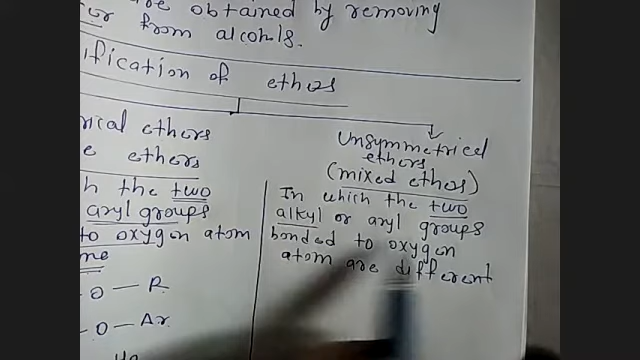 are obtained by removing
or from alcohols.
ification of ethers
rical ethers
e ethers
h the two
aryl groups
to oxygen atom
me
O — R
O — Ar
Unsymmetrical
ethers
(mixed ethers)
In which the two
alkyl or aryl groups
bonded to oxygen
atom are different